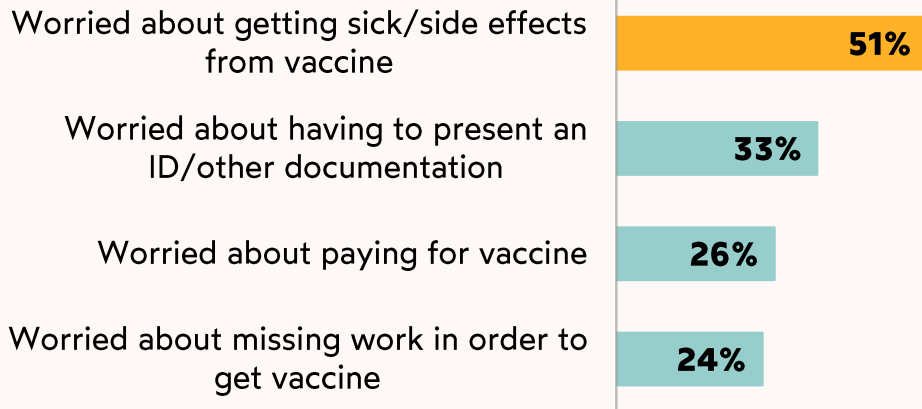 Worried about getting sick/side effects
from vaccine
51%
Worried about having to present an
ID/other documentation
33%
Worried about paying for vaccine
26%
Worried about missing work in order to
get vaccine
24%